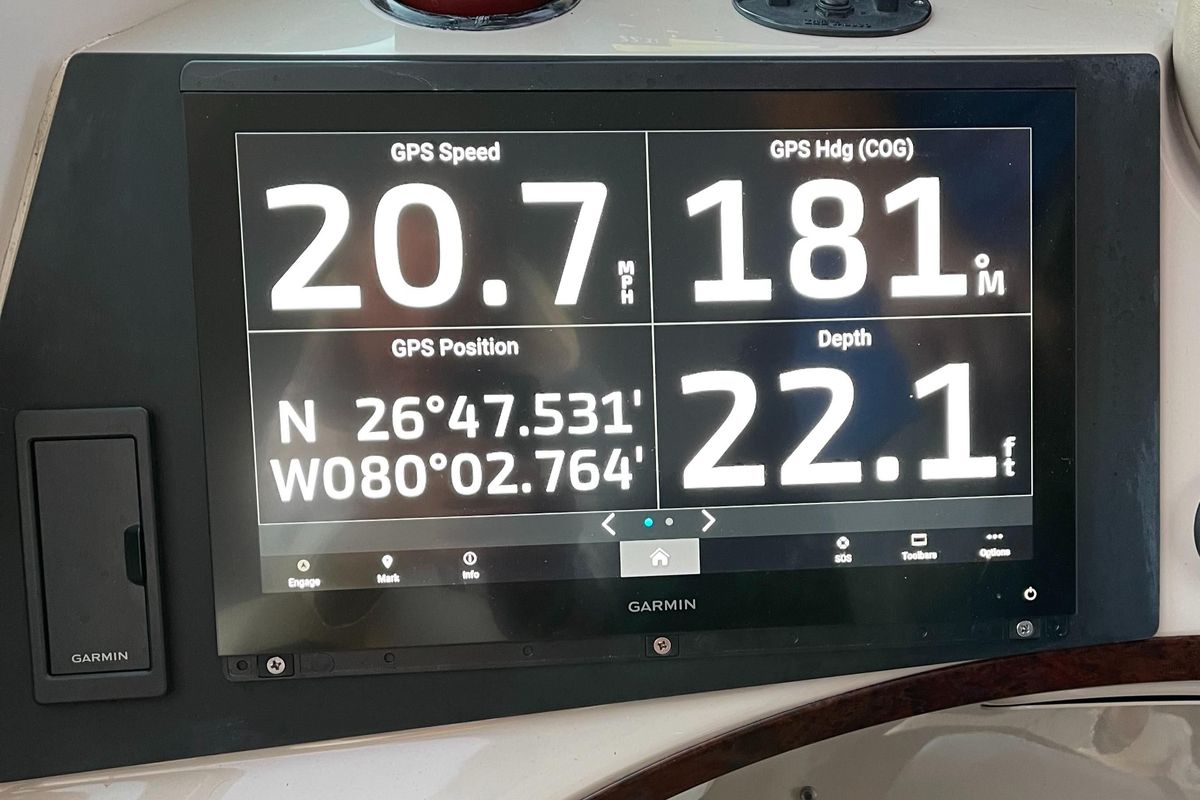 GPS Speed
20.7 MPH
GPS Hdg (COG)
181°M
GPS Position
N 26°47.531'
W080°02.764'
Depth
22.1 ft
Engage
Mark
Info
SOS
Toolbars
Options
GARMIN
GARMIN